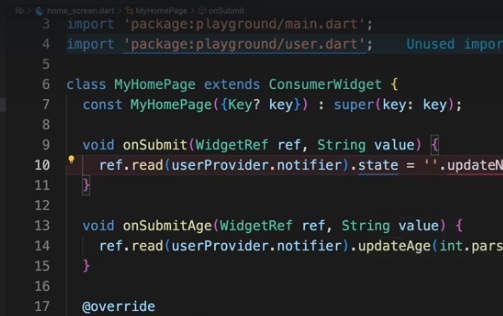 lib > home_screen.dart > MyHomePage > onSubmit
3 import 'package:playground/main.dart';
4 import 'package:playground/user.dart'; Unused impor
5
6 class MyHomePage extends ConsumerWidget {
7 const MyHomePage({Key? key}) : super(key: key);
8
9 void onSubmit(WidgetRef ref, String value) {
10 ref.read(userProvider.notifier).state = ''.updateN
11 }
12
13 void onSubmitAge(WidgetRef ref, String value) {
14 ref.read(userProvider.notifier).updateAge(int.pars
15 }
16
17 @override